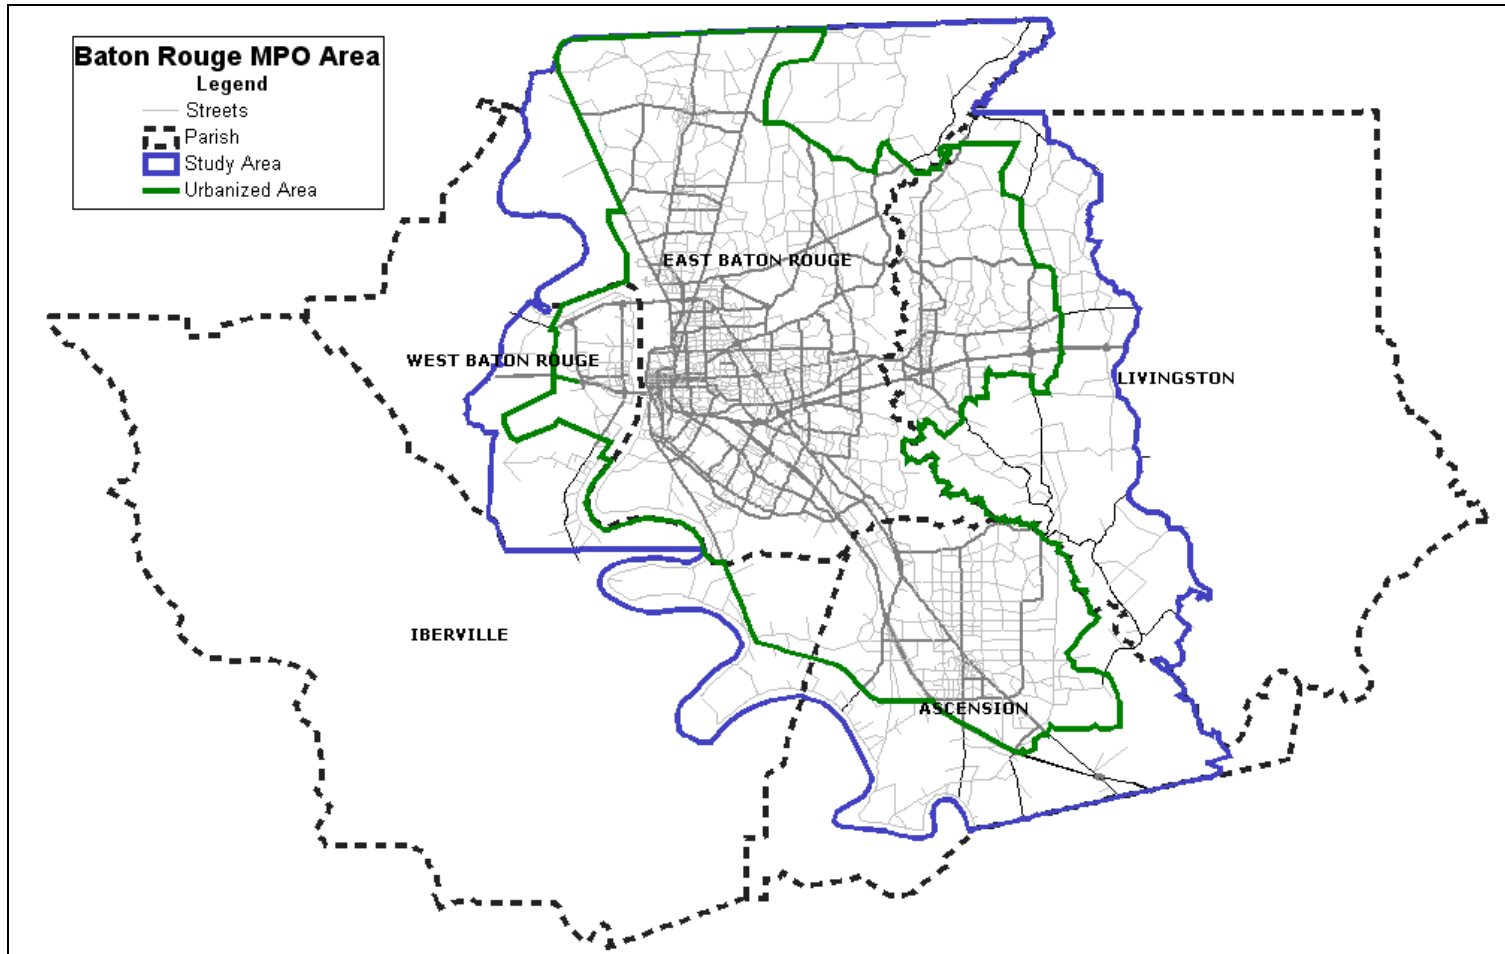 Baton Rouge MPO Area
Legend
Streets
Parish
Study Area
Urbanized Area
EAST BATON ROUGE
WEST BATON ROUGE
LIVINGSTON
IBERVILLE
ASCENSION